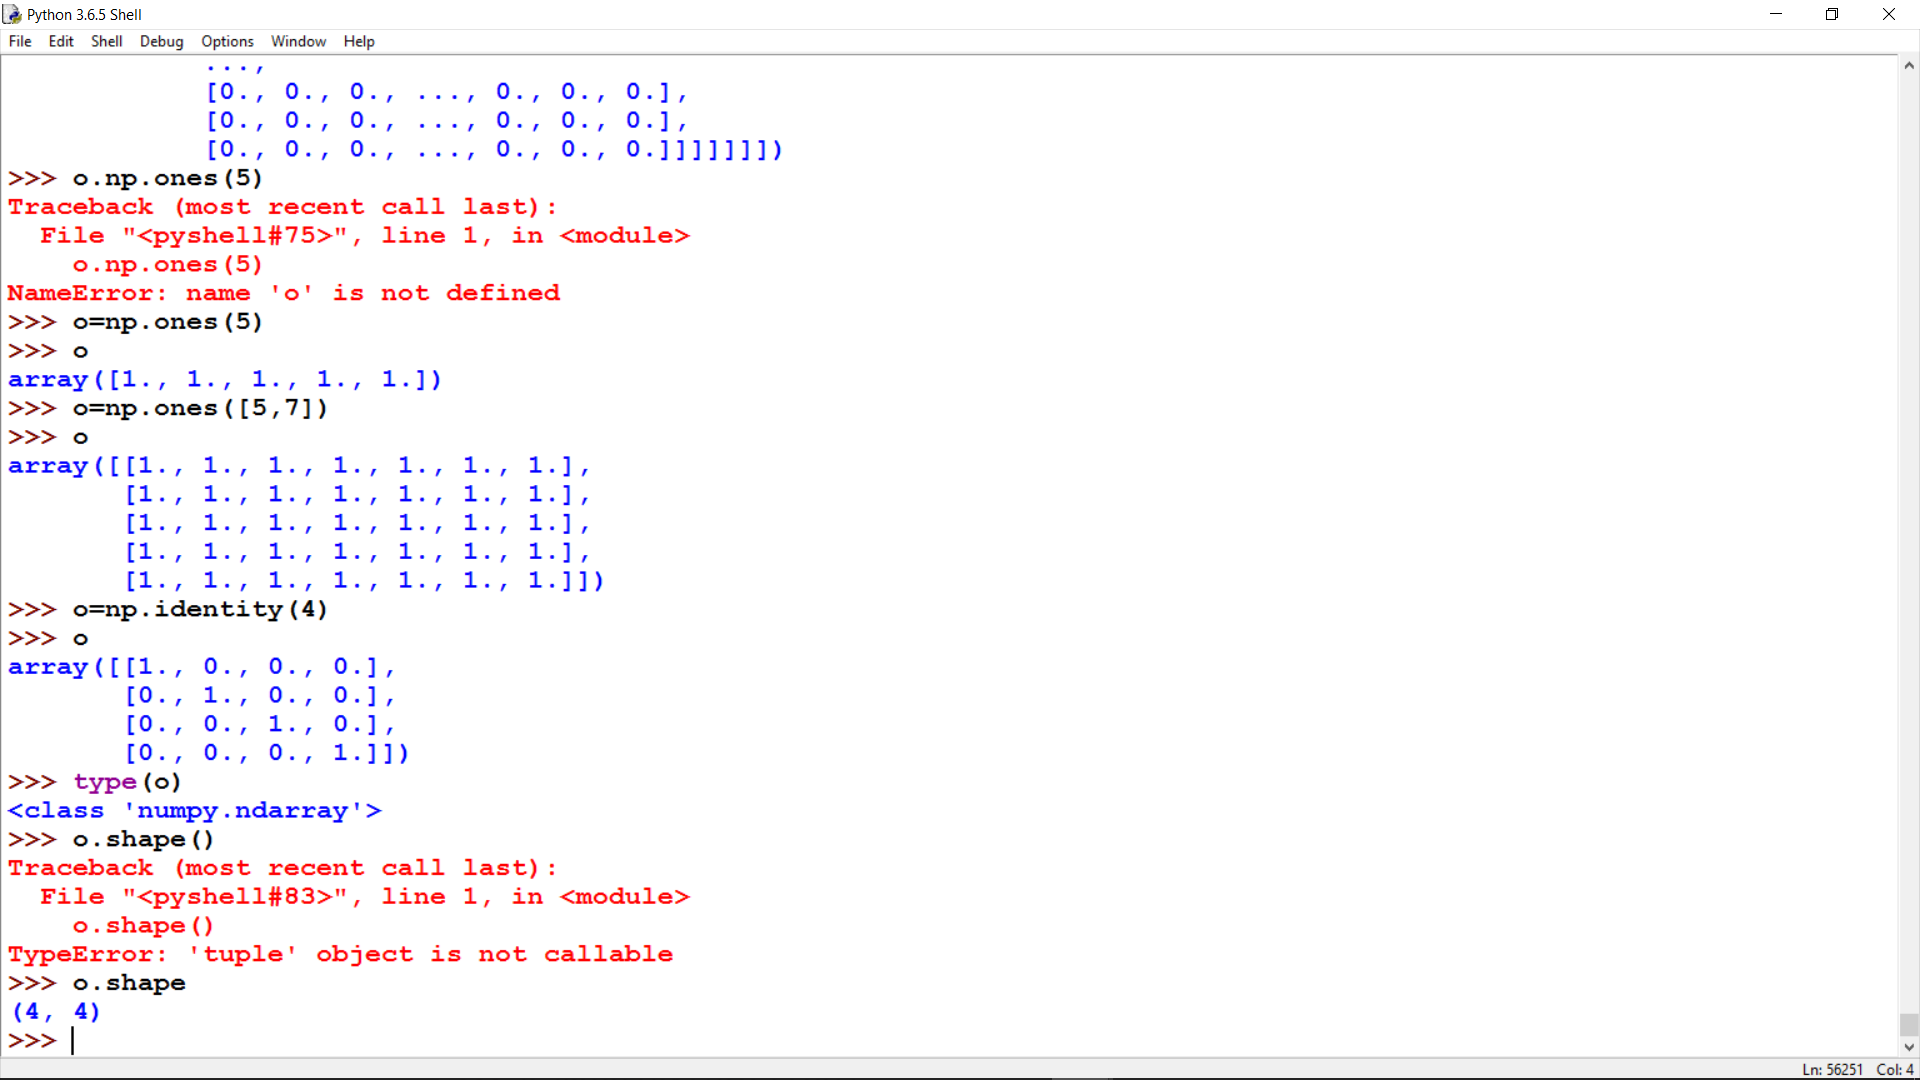 Python 3.6.5 Shell
File Edit Shell Debug Options Window Help
...,
[0., 0., 0., ..., 0., 0., 0.],
[0., 0., 0., ..., 0., 0., 0.],
[0., 0., 0., ..., 0., 0., 0.]]]]]]]])
>>> o.np.ones(5)
Traceback (most recent call last):
  File "<pyshell#75>", line 1, in <module>
    o.np.ones(5)
NameError: name 'o' is not defined
>>> o=np.ones(5)
>>> o
array([1., 1., 1., 1., 1.])
>>> o=np.ones([5,7])
>>> o
array([[1., 1., 1., 1., 1., 1., 1.],
       [1., 1., 1., 1., 1., 1., 1.],
       [1., 1., 1., 1., 1., 1., 1.],
       [1., 1., 1., 1., 1., 1., 1.],
       [1., 1., 1., 1., 1., 1., 1.]])
>>> o=np.identity(4)
>>> o
array([[1., 0., 0., 0.],
       [0., 1., 0., 0.],
       [0., 0., 1., 0.],
       [0., 0., 0., 1.]])
>>> type(o)
<class 'numpy.ndarray'>
>>> o.shape()
Traceback (most recent call last):
  File "<pyshell#83>", line 1, in <module>
    o.shape()
TypeError: 'tuple' object is not callable
>>> o.shape
(4, 4)
>>>
Ln: 56251 Col: 4